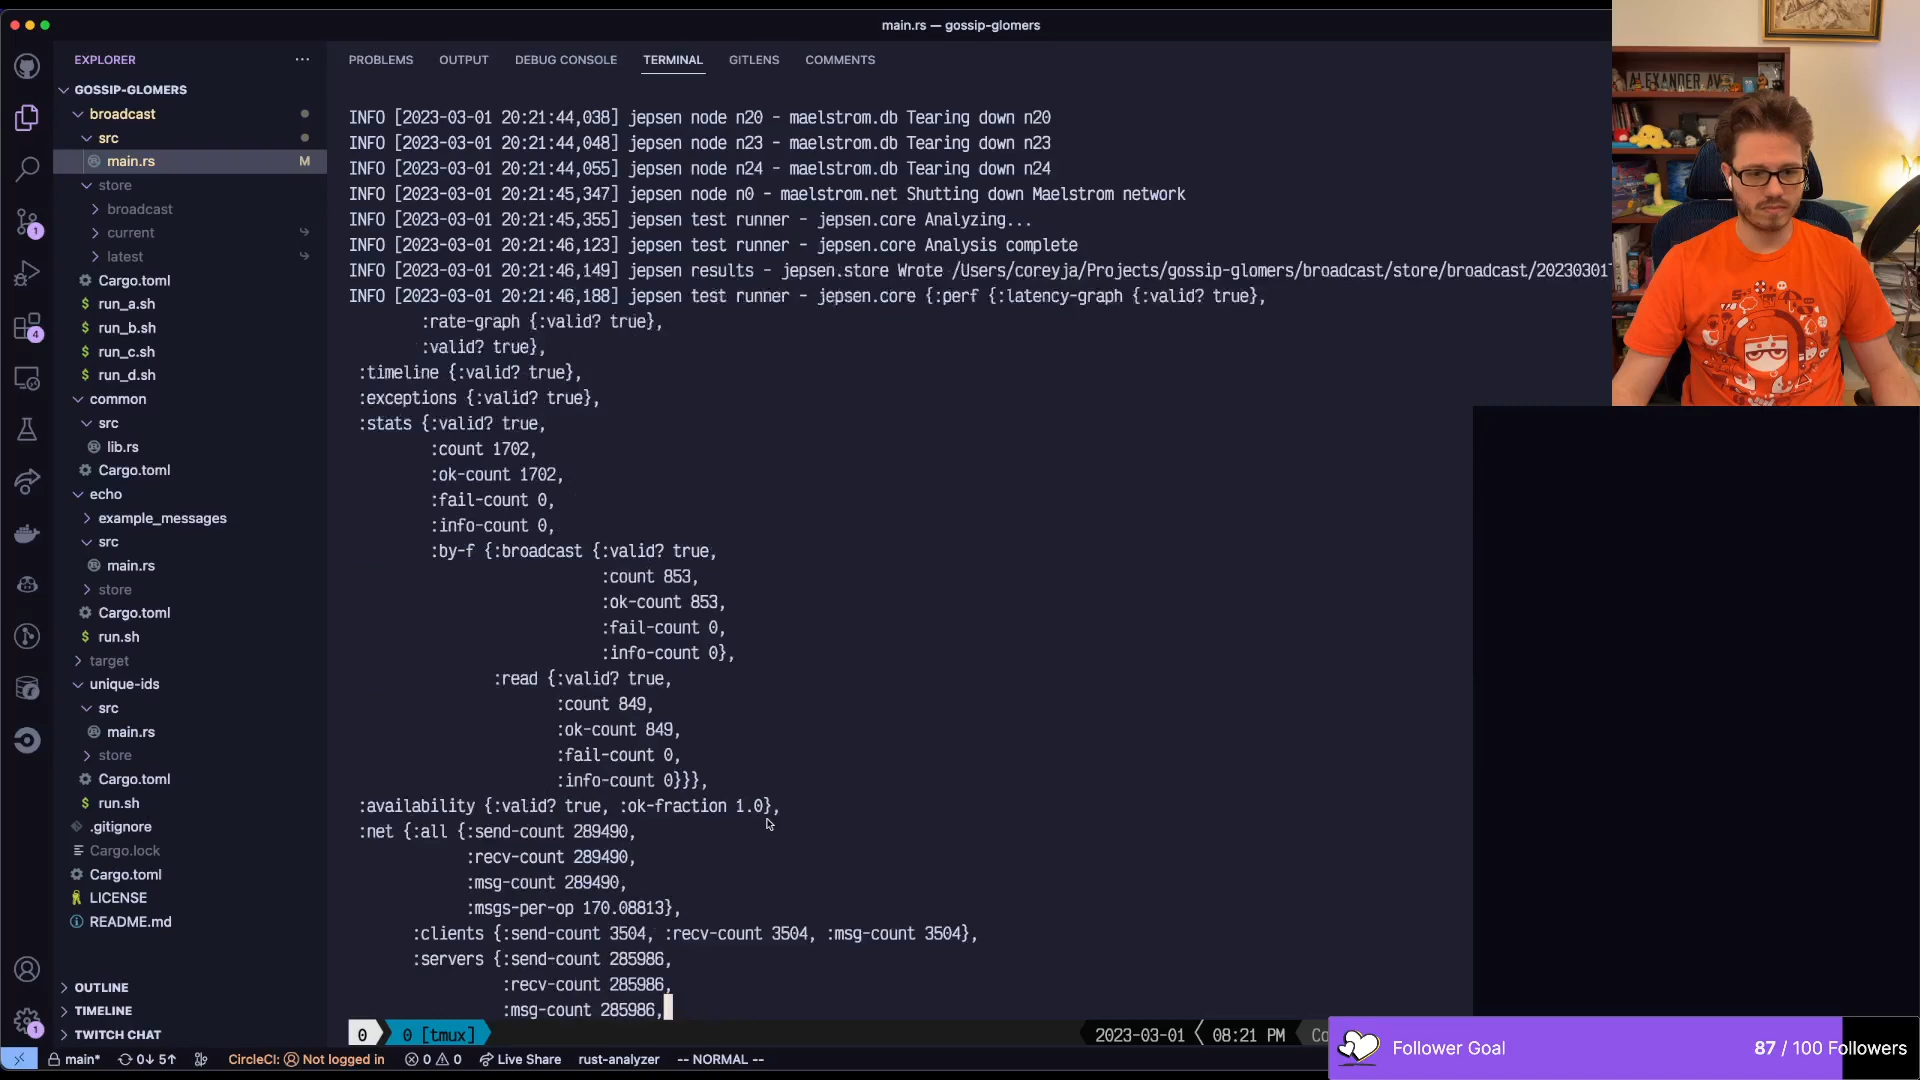 main.rs — gossip-glomers
EXPLORER
GOSSIP-GLOMERS
broadcast
src
main.rs M
store
broadcast
current
latest
Cargo.toml
$ run_a.sh
$ run_b.sh
$ run_c.sh
$ run_d.sh
common
src
lib.rs
Cargo.toml
echo
example_messages
src
main.rs
store
Cargo.toml
$ run.sh
target
unique-ids
src
main.rs
store
Cargo.toml
$ run.sh
.gitignore
Cargo.lock
Cargo.toml
LICENSE
README.md
OUTLINE
TIMELINE
TWITCH CHAT
1
4
1
PROBLEMS OUTPUT DEBUG CONSOLE TERMINAL GITLENS COMMENTS
INFO [2023-03-01 20:21:44,038] jepsen node n20 - maelstrom.db Tearing down n20
INFO [2023-03-01 20:21:44,048] jepsen node n23 - maelstrom.db Tearing down n23
INFO [2023-03-01 20:21:44,055] jepsen node n24 - maelstrom.db Tearing down n24
INFO [2023-03-01 20:21:45,347] jepsen node n0 - maelstrom.net Shutting down Maelstrom network
INFO [2023-03-01 20:21:45,355] jepsen test runner - jepsen.core Analyzing...
INFO [2023-03-01 20:21:46,123] jepsen test runner - jepsen.core Analysis complete
INFO [2023-03-01 20:21:46,149] jepsen results - jepsen.store Wrote /Users/coreyja/Projects/gossip-glomers/broadcast/store/broadcast/20230301
INFO [2023-03-01 20:21:46,188] jepsen test runner - jepsen.core {:perf {:latency-graph {:valid? true},
:rate-graph {:valid? true},
:valid? true},
:timeline {:valid? true},
:exceptions {:valid? true},
:stats {:valid? true,
:count 1702,
:ok-count 1702,
:fail-count 0,
:info-count 0,
:by-f {:broadcast {:valid? true,
:count 853,
:ok-count 853,
:fail-count 0,
:info-count 0},
:read {:valid? true,
:count 849,
:ok-count 849,
:fail-count 0,
:info-count 0}}},
:availability {:valid? true, :ok-fraction 1.0},
:net {:all {:send-count 289490,
:recv-count 289490,
:msg-count 289490,
:msgs-per-op 170.08813},
:clients {:send-count 3504, :recv-count 3504, :msg-count 3504},
:servers {:send-count 285986,
:recv-count 285986,
:msg-count 285986,
0 0 [tmux] 2023-03-01 08:21 PM Co
main* 0↓ 5↑ CircleCI: Not logged in 0 0 Live Share rust-analyzer -- NORMAL --
Follower Goal 87 / 100 Followers